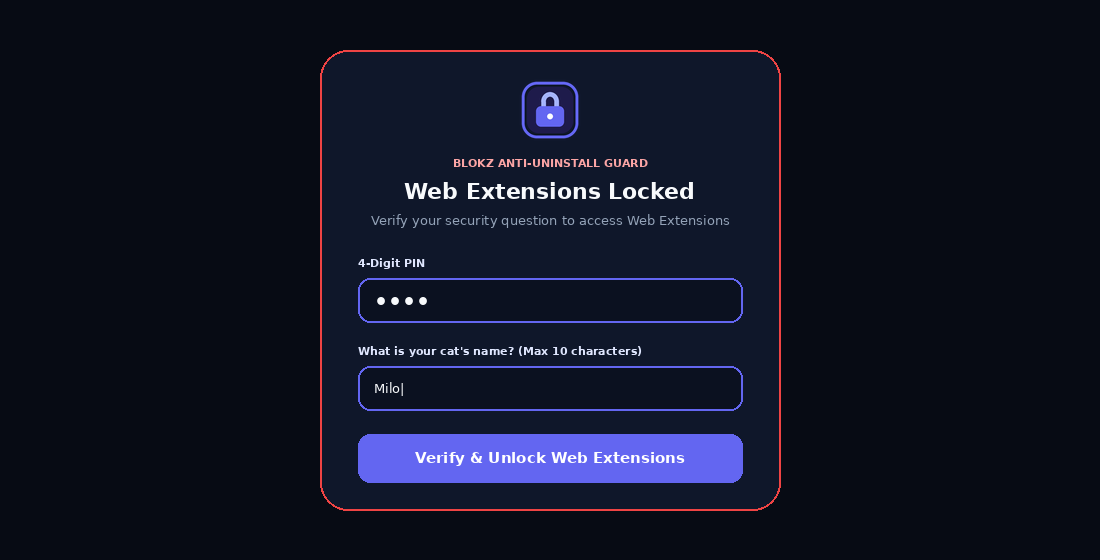 BLOKZ ANTI-UNINSTALL GUARD
Web Extensions Locked
Verify your security question to access Web Extensions
4-Digit PIN
●●●●
What is your cat's name? (Max 10 characters)
Milo|
Verify & Unlock Web Extensions